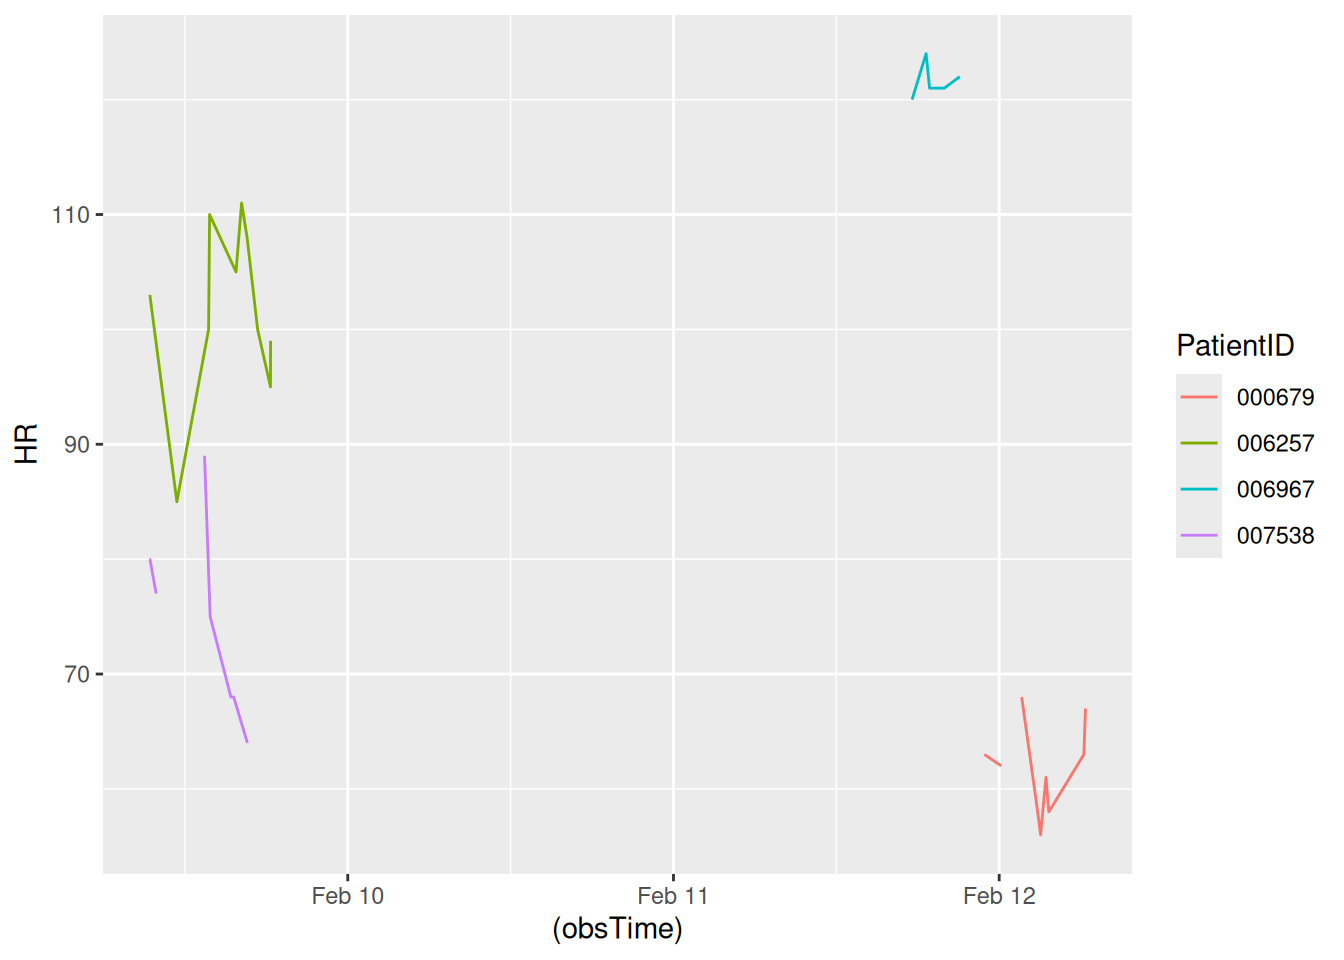 110
90
70
HR
Feb 10
Feb 11
Feb 12
(obsTime)
PatientID
000679
006257
006967
007538